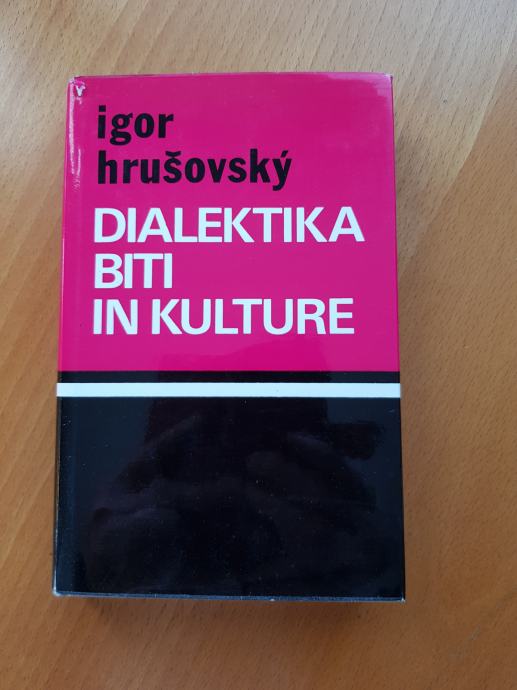 igor
hrušovský
DIALEKTIKA
BITI
IN KULTURE